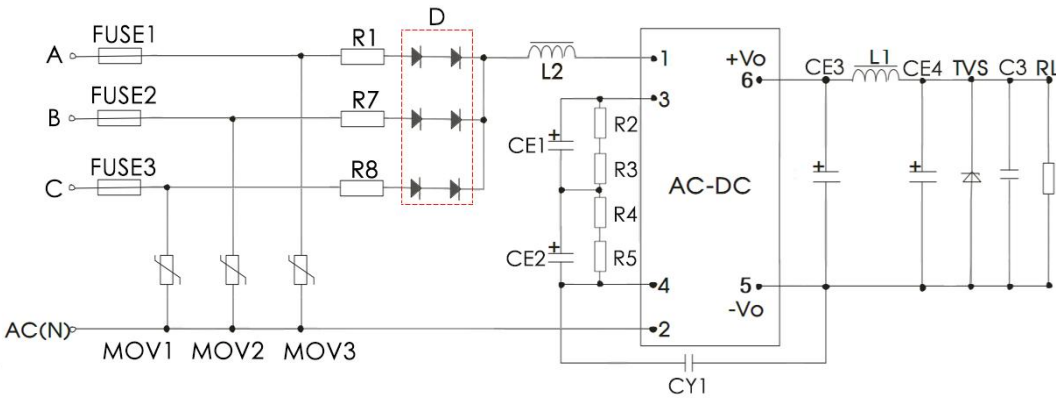 A FUSE1 R1 D
L2
B FUSE2 R7
C FUSE3 R8
AC(N)
MOV1 MOV2 MOV3
CE1 + R2
R3
R4
CE2 + R5
1
3
AC-DC
4
2
+Vo
6
5
-Vo
CY1
CE3 L1 CE4 TVS C3 RL
+ +